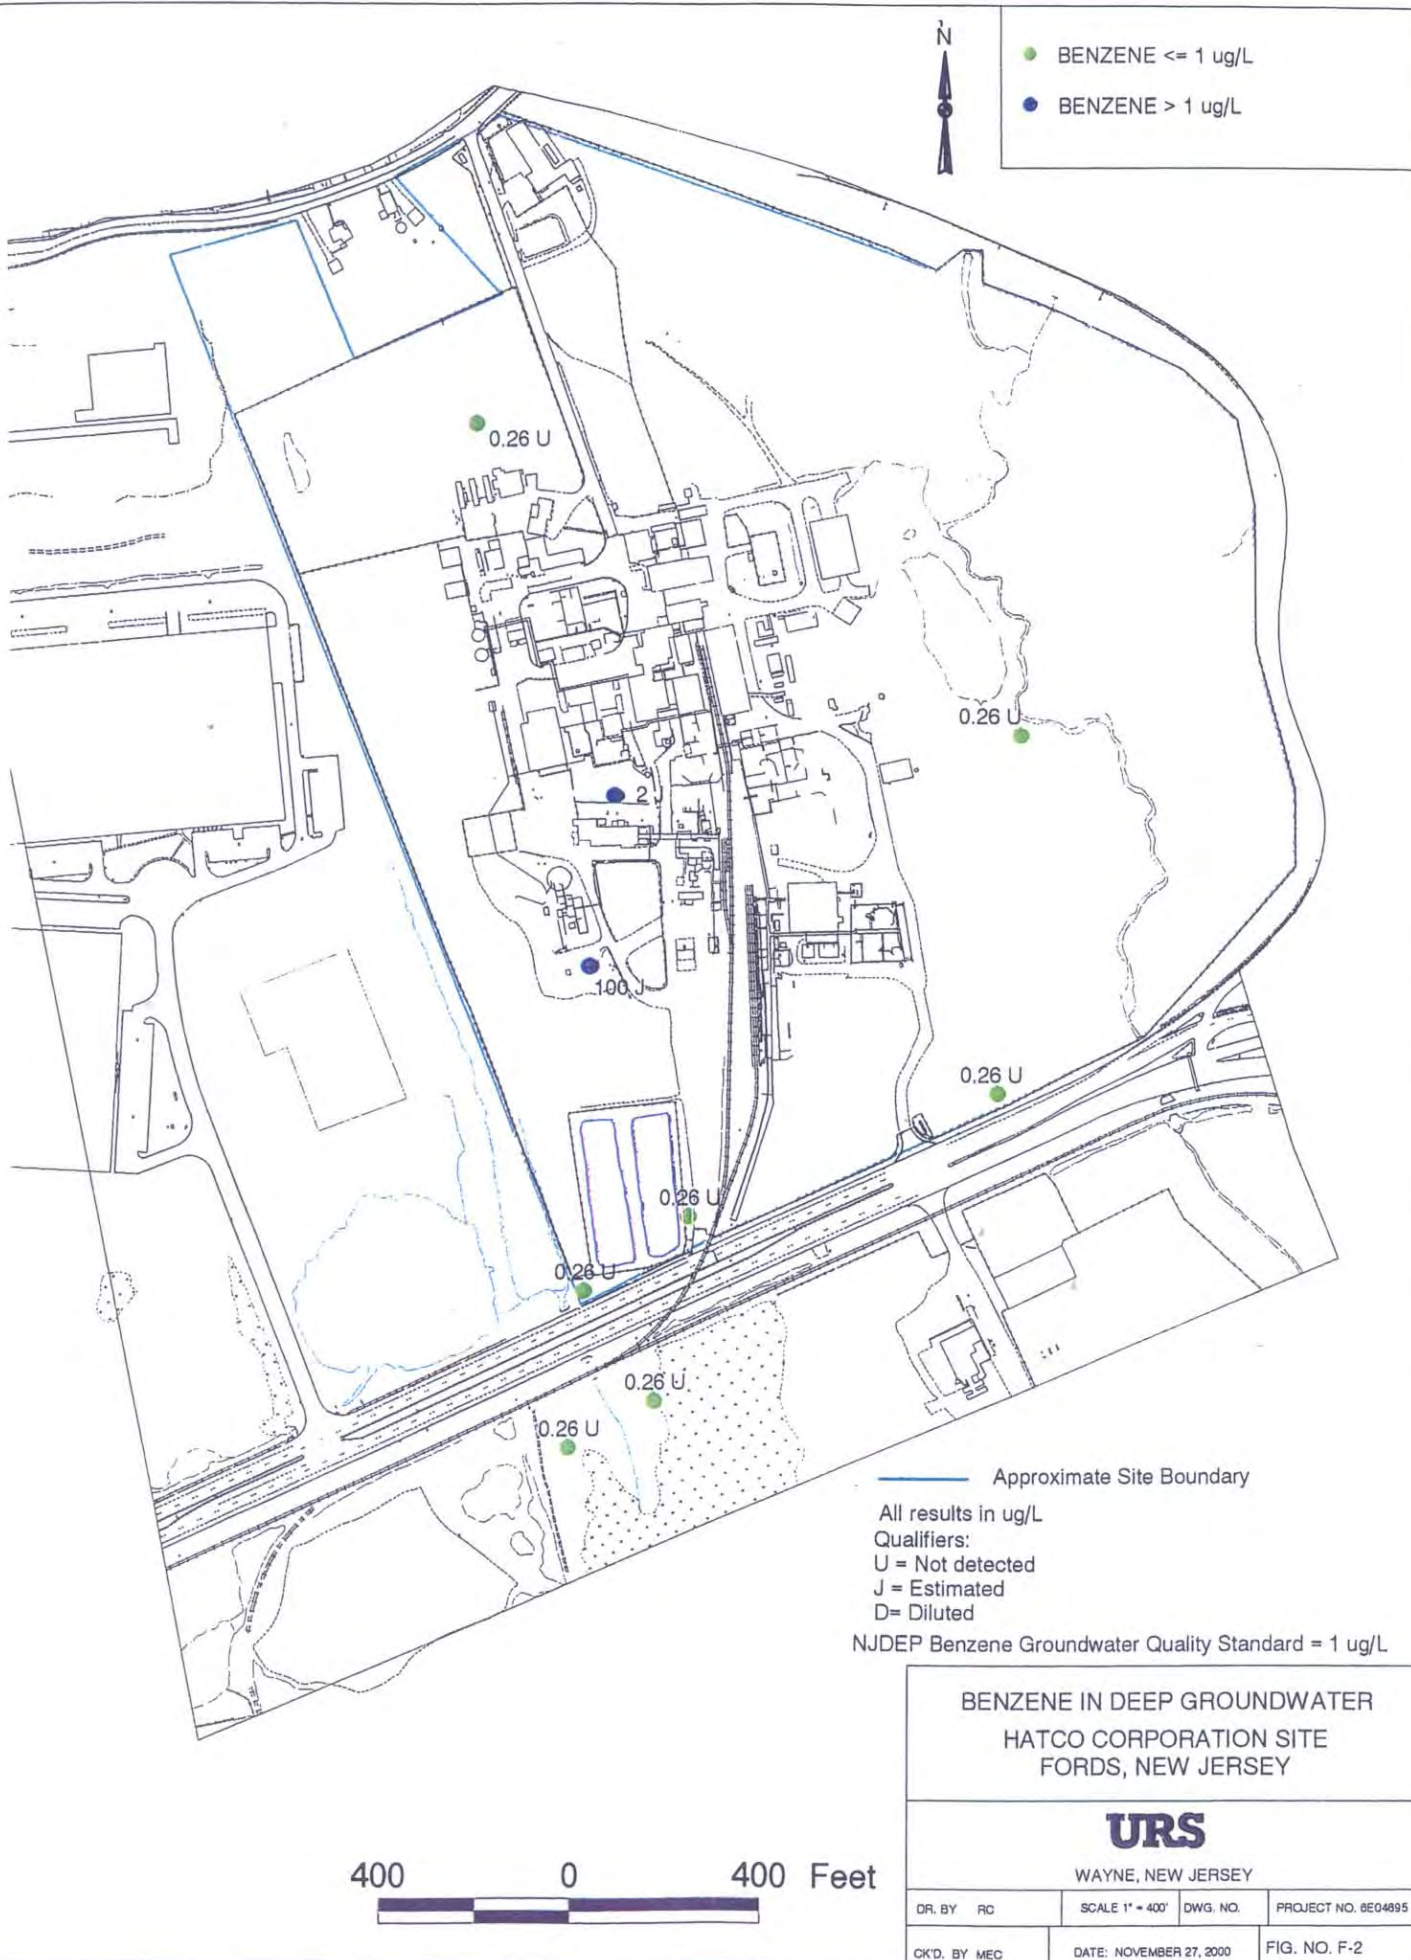 N
BENZENE <= 1 ug/L
BENZENE > 1 ug/L
0.26 U
0.26 U
2
100 J
0.26 U
0.26 U
0.26 U
0.26 U
0.26 U
Approximate Site Boundary
All results in ug/L
Qualifiers:
U = Not detected
J = Estimated
D= Diluted
NJDEP Benzene Groundwater Quality Standard = 1 ug/L
BENZENE IN DEEP GROUNDWATER
HATCO CORPORATION SITE
FORDS, NEW JERSEY
URS
WAYNE, NEW JERSEY
400 0 400 Feet
DR. BY RC SCALE 1" = 400' DWG. NO. PROJECT NO. 6E04695
CK'D. BY MEC DATE: NOVEMBER 27, 2000 FIG. NO. F-2